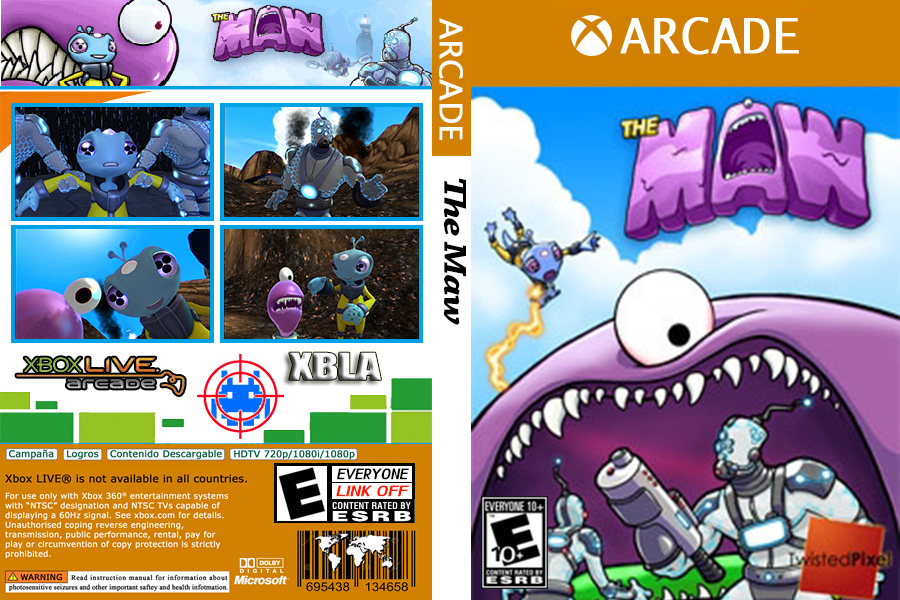 THE
MAW
XBOX LIVE
arcade
XBLA
Campaña Logros Contenido Descargable HDTV 720p/1080i/1080p
Xbox LIVE® is not available in all countries.
For use only with Xbox 360® entertainment systems
with “NTSC” designation and NTSC TVs capable of
displaying a 60Hz signal. See xbox.com for details.
Unauthorised coping reverse engineering,
transmission, public performance, rental, pay for
play or circumvention of copy protection is strictly
prohibited.
WARNING Read instruction manual for information about
photosensitive seizures and other important saftey and health infotmation.
E
EVERYONE
LINK OFF
CONTENT RATED BY
ESRB
DOLBY
DIGITAL
Microsoft
695438 134658
ARCADE
The Maw
ARCADE
THE
MAW
EVERYONE 10+
E
10+
CONTENT RATED BY
ESRB
TwistedPixel